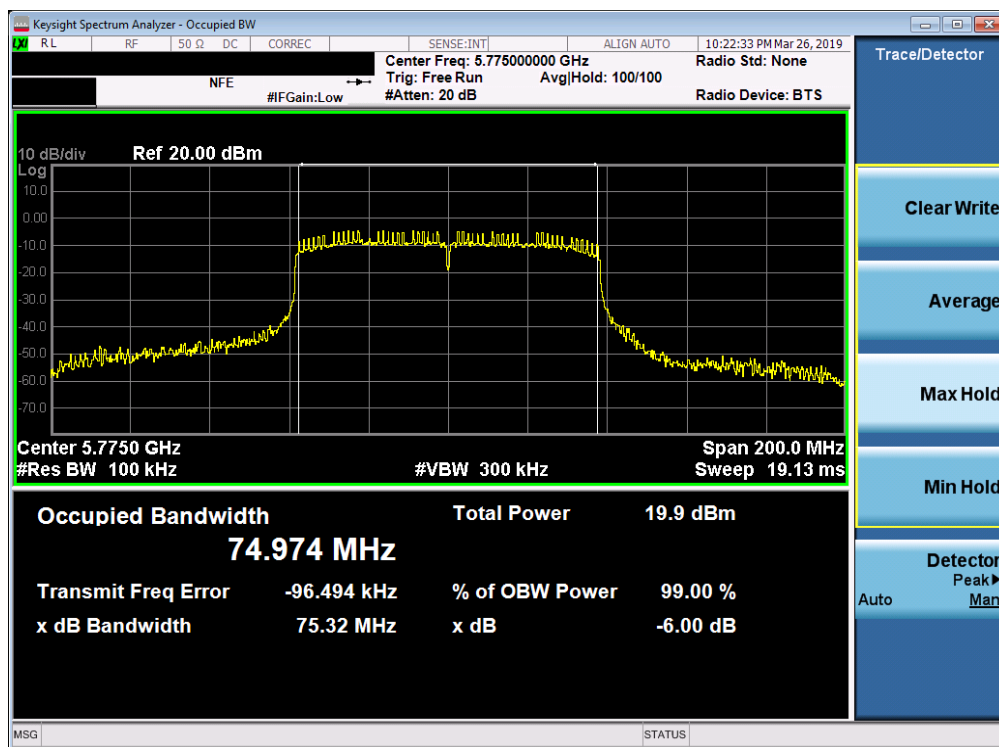 Keysight Spectrum Analyzer - Occupied BW
LXI RL RF 50 Ω DC CORREC SENSE:INT ALIGN AUTO 10:22:33 PM Mar 26, 2019
Center Freq: 5.775000000 GHz Radio Std: None
NFE Trig: Free Run Avg|Hold: 100/100
#IFGain:Low #Atten: 20 dB Radio Device: BTS
10 dB/div Ref 20.00 dBm
Log
10.0
0.00
-10.0
-20.0
-30.0
-40.0
-50.0
-60.0
-70.0
Center 5.7750 GHz Span 200.0 MHz
#Res BW 100 kHz #VBW 300 kHz Sweep 19.13 ms
Occupied Bandwidth Total Power 19.9 dBm
74.974 MHz
Transmit Freq Error -96.494 kHz % of OBW Power 99.00 %
x dB Bandwidth 75.32 MHz x dB -6.00 dB
Trace/Detector
Clear Write
Average
Max Hold
Min Hold
Detector
Peak▶
Auto Man
MSG STATUS